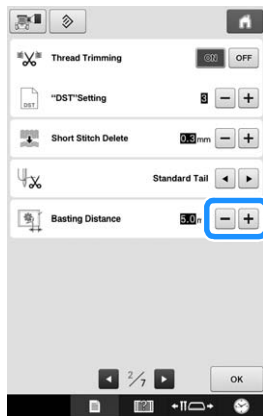 Thread Trimming ON OFF
DST "DST"Setting 3 − +
Short Stitch Delete 0.3mm − +
Standard Tail
Basting Distance 5.0 − +
2/7 OK